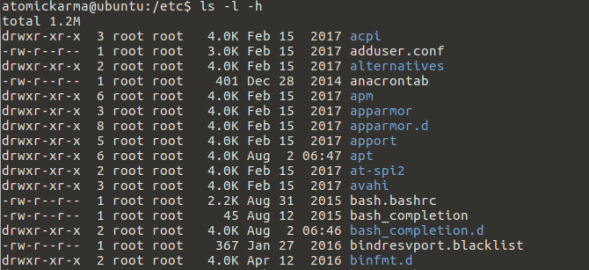 atomickarma@ubuntu:/etc$ ls -l -h
total 1.2M
drwxr-xr-x  3 root root   4.0K Feb 15  2017 acpi
-rw-r--r--  1 root root   3.0K Feb 15  2017 adduser.conf
drwxr-xr-x  2 root root   4.0K Feb 15  2017 alternatives
-rw-r--r--  1 root root    401 Dec 28  2014 anacrontab
drwxr-xr-x  6 root root   4.0K Feb 15  2017 apm
drwxr-xr-x  3 root root   4.0K Feb 15  2017 apparmor
drwxr-xr-x  8 root root   4.0K Feb 15  2017 apparmor.d
drwxr-xr-x  5 root root   4.0K Feb 15  2017 apport
drwxr-xr-x  6 root root   4.0K Aug  2 06:47 apt
drwxr-xr-x  2 root root   4.0K Feb 15  2017 at-spi2
drwxr-xr-x  3 root root   4.0K Feb 15  2017 avahi
-rw-r--r--  1 root root   2.2K Aug 31  2015 bash.bashrc
-rw-r--r--  1 root root     45 Aug 12  2015 bash_completion
drwxr-xr-x  2 root root   4.0K Aug  2 06:46 bash_completion.d
-rw-r--r--  1 root root    367 Jan 27  2016 bindresvport.blacklist
drwxr-xr-x  2 root root   4.0K Apr 12  2016 binfmt.d